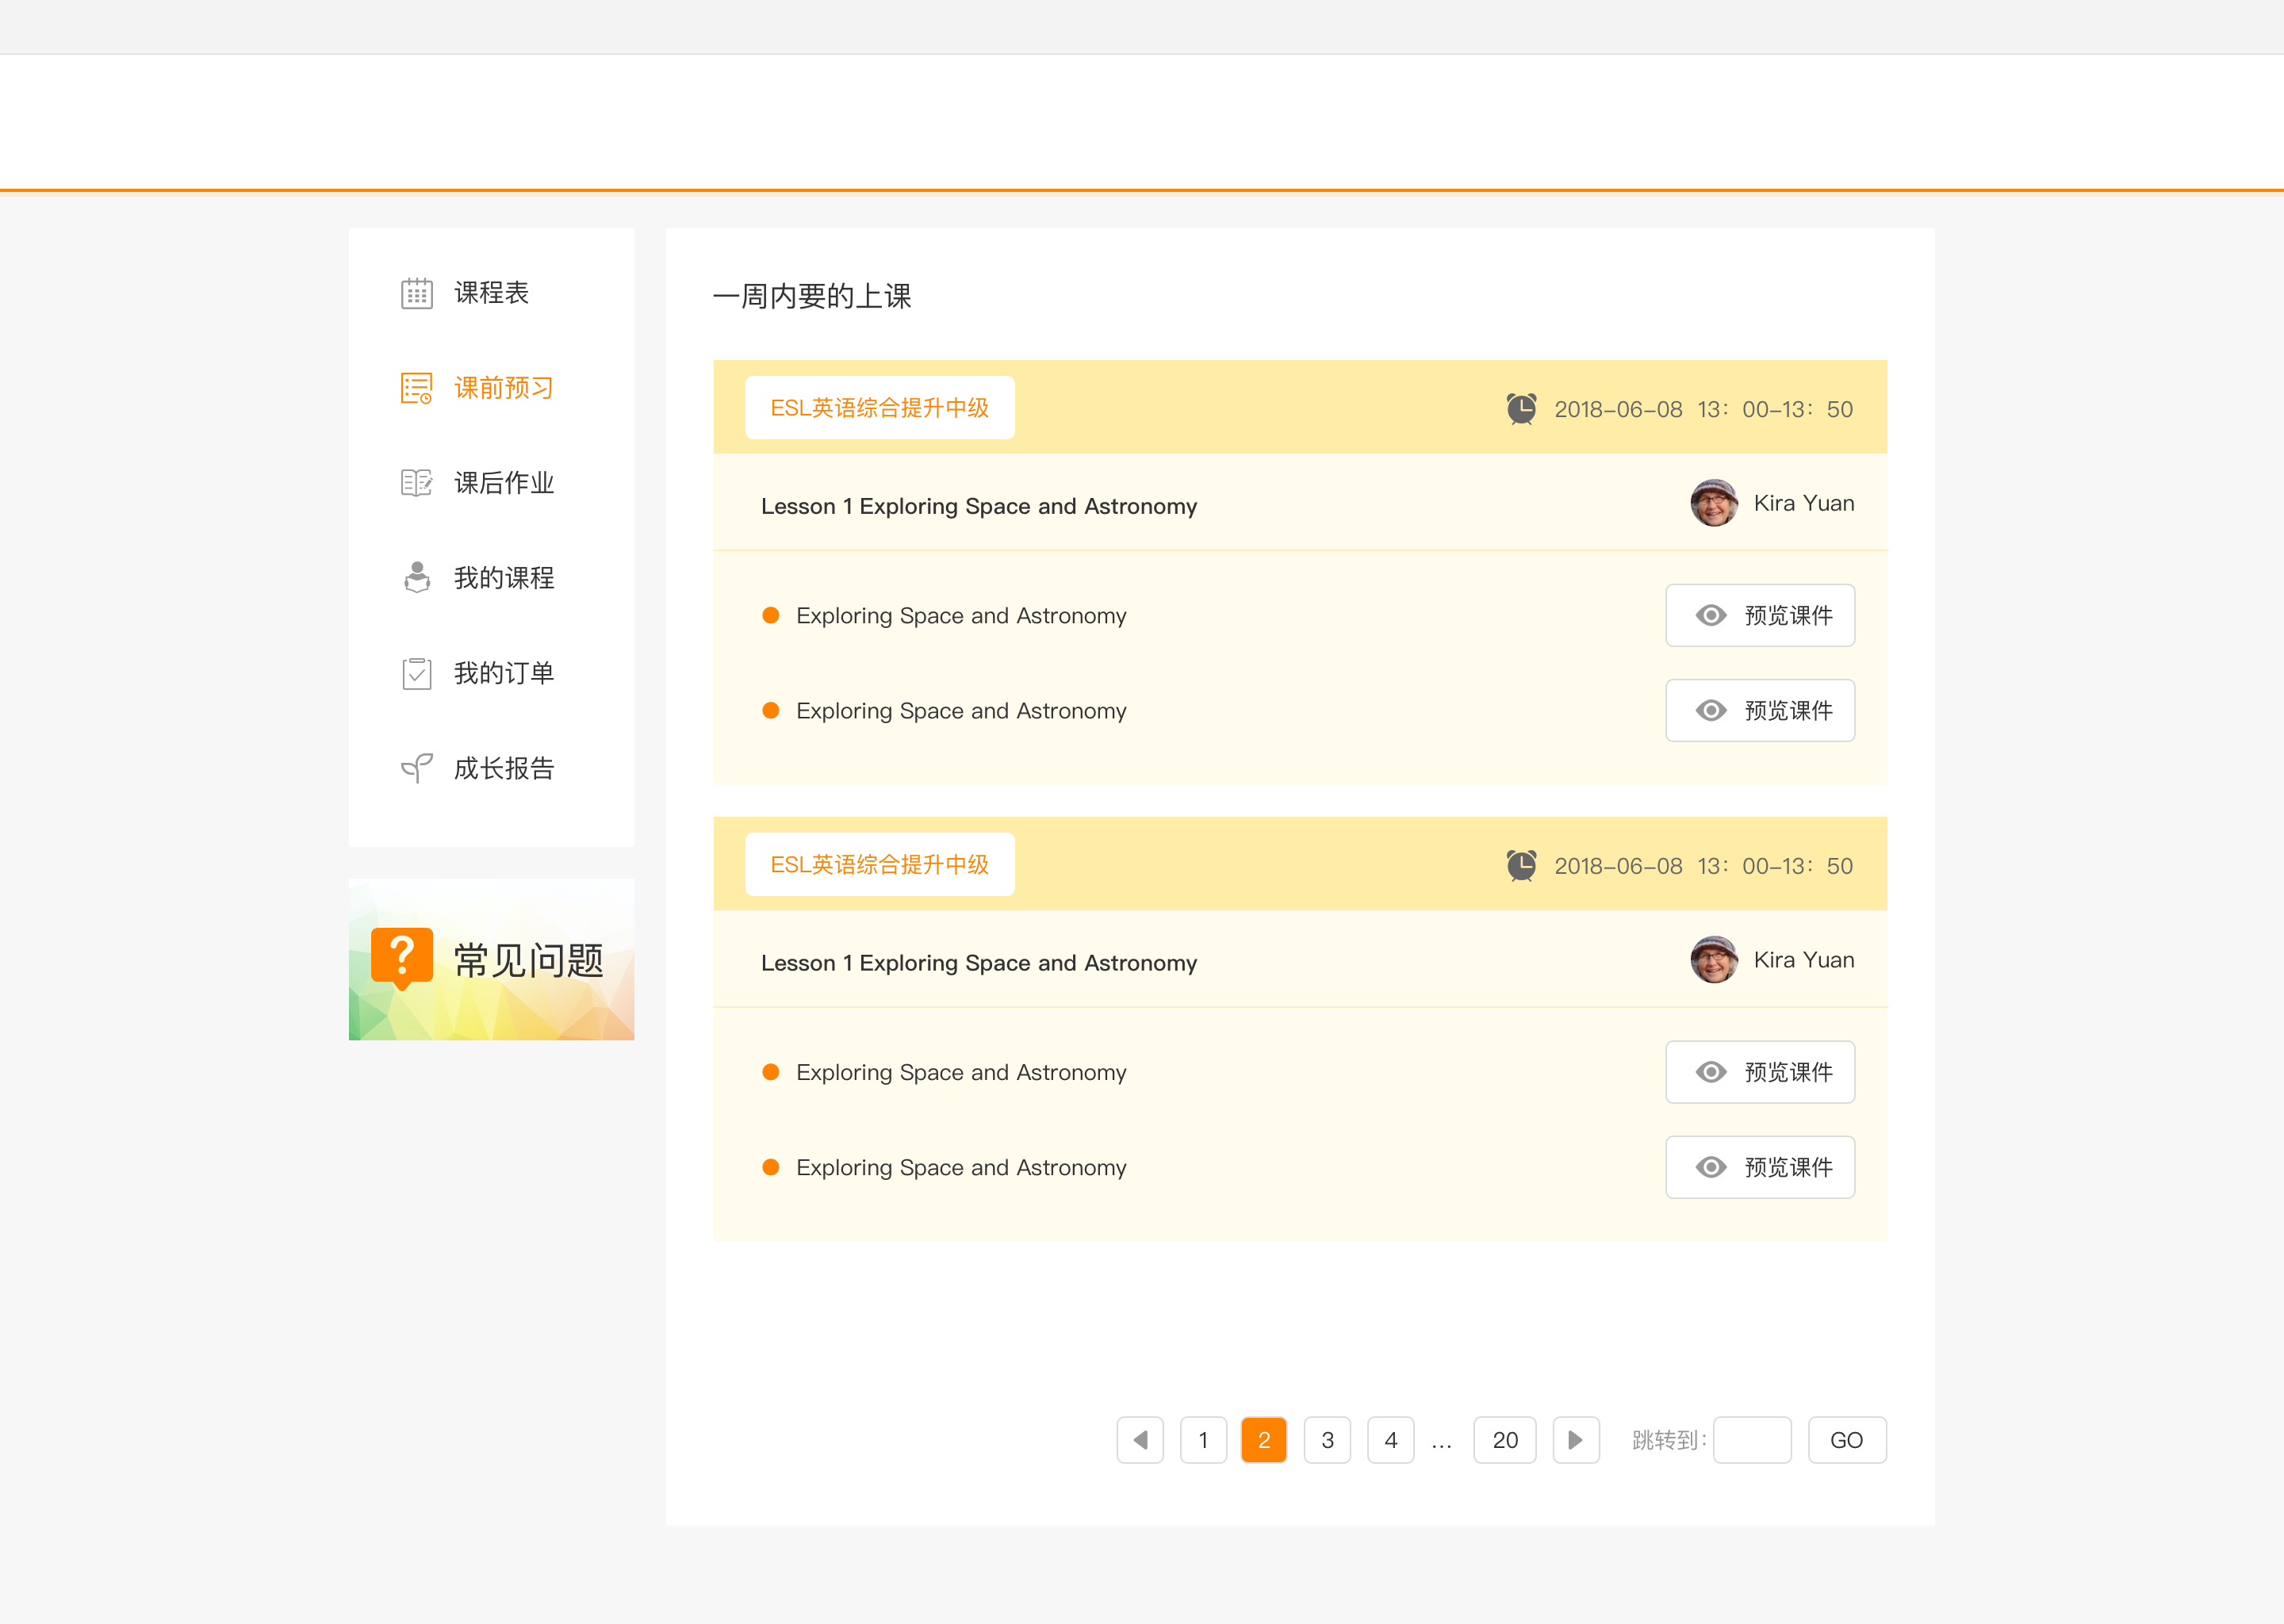 课程表
课前预习
课后作业
我的课程
我的订单
成长报告
常见问题
一周内要的上课
ESL英语综合提升中级
2018-06-08 13：00-13：50
Lesson 1 Exploring Space and Astronomy
Kira Yuan
Exploring Space and Astronomy
预览课件
Exploring Space and Astronomy
预览课件
ESL英语综合提升中级
2018-06-08 13：00-13：50
Lesson 1 Exploring Space and Astronomy
Kira Yuan
Exploring Space and Astronomy
预览课件
Exploring Space and Astronomy
预览课件
1 2 3 4 ... 20 跳转到: GO